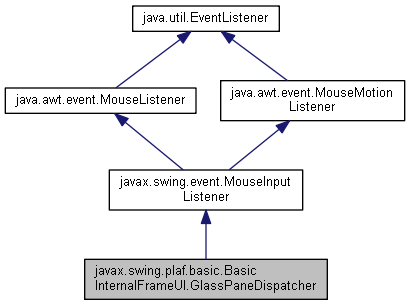 java.util.EventListener
java.awt.event.MouseListener
java.awt.event.MouseMotion
Listener
javax.swing.event.MouseInput
Listener
javax.swing.plaf.basic.Basic
InternalFrameUI.GlassPaneDispatcher